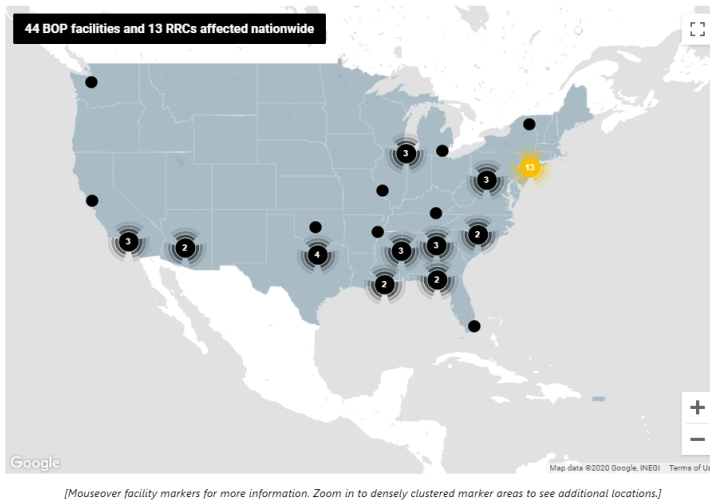 44 BOP facilities and 13 RRCs affected nationwide
3
13
3
2
3
2
3
3
4
2
2
Google
Map data ©2020 Google, INEGI
Terms of Us
[Mouseover facility markers for more information. Zoom in to densely clustered marker areas to see additional locations.]